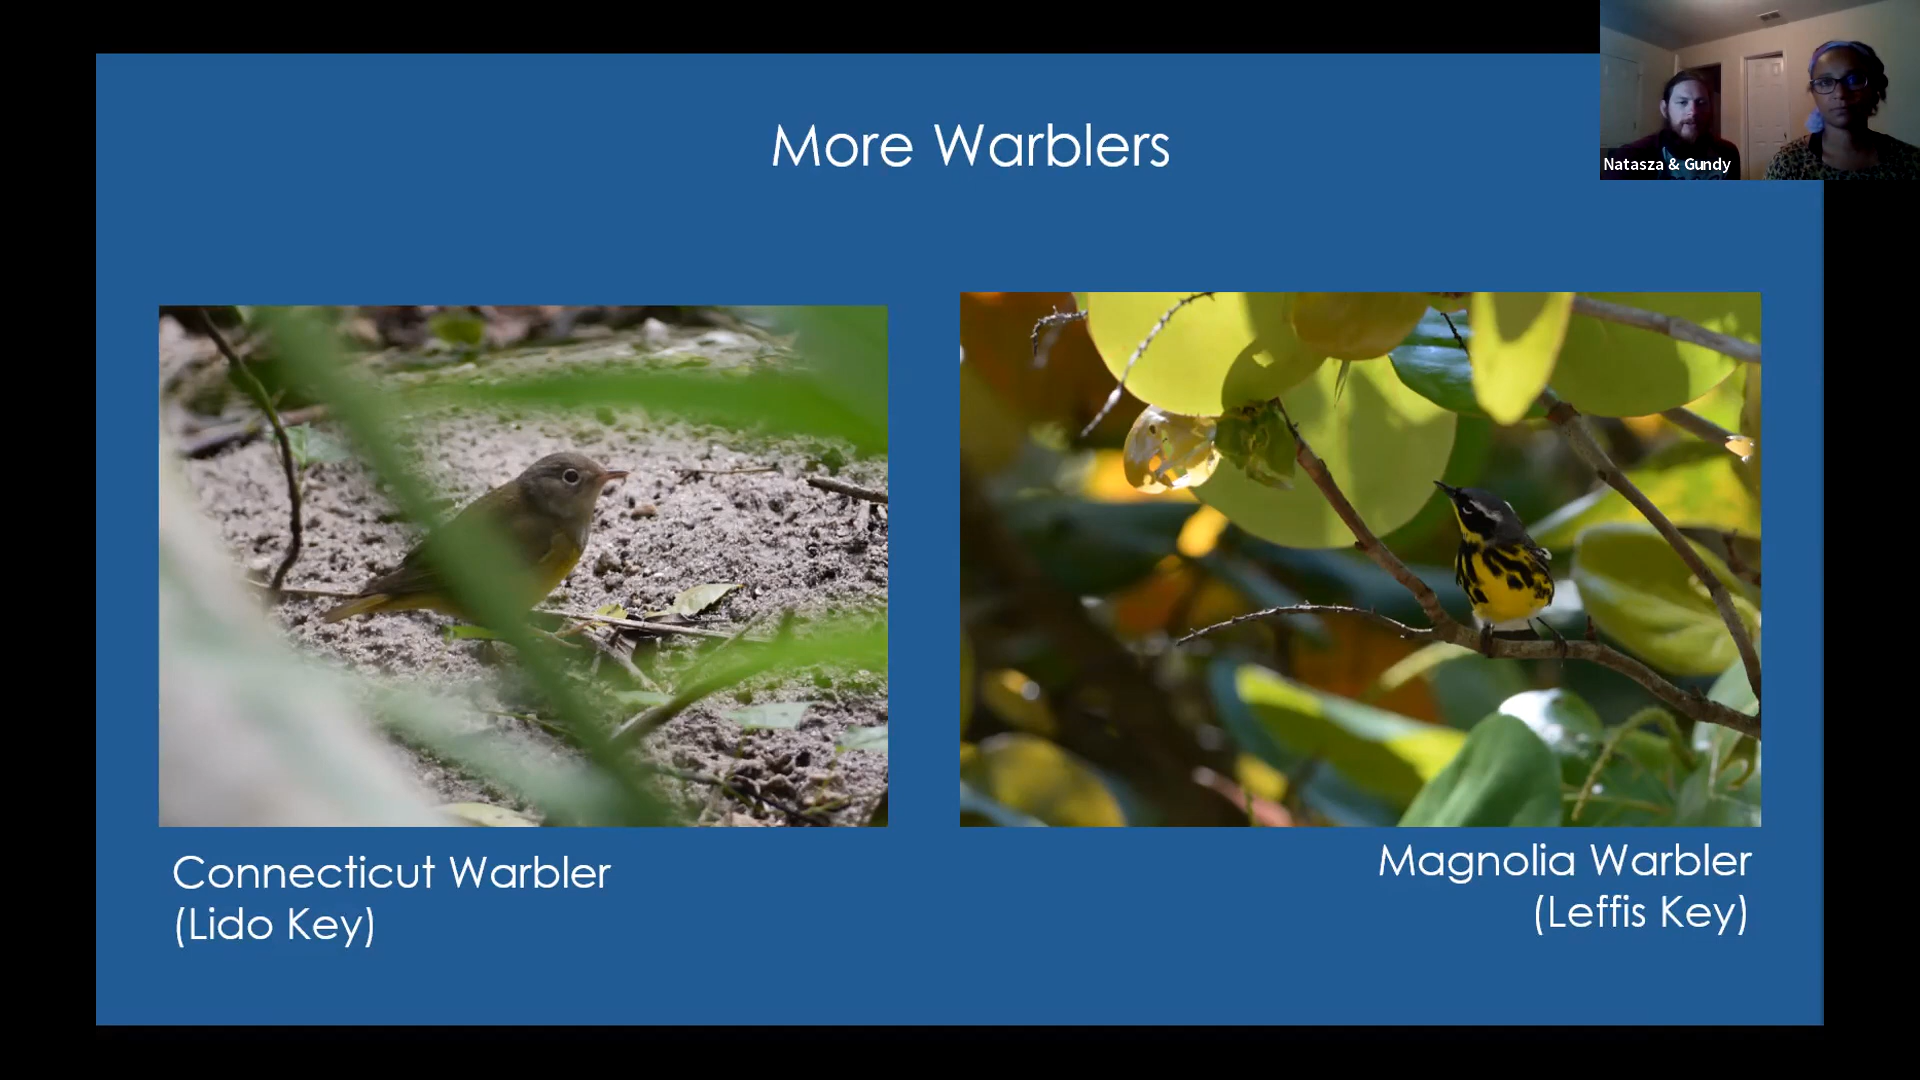 More Warblers
Natasza & Gundy
Connecticut Warbler
(Lido Key)
Magnolia Warbler
(Leffis Key)